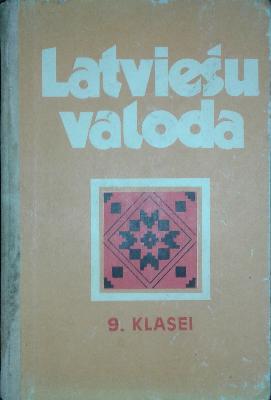 Latviešu
valoda
9. KLASEI